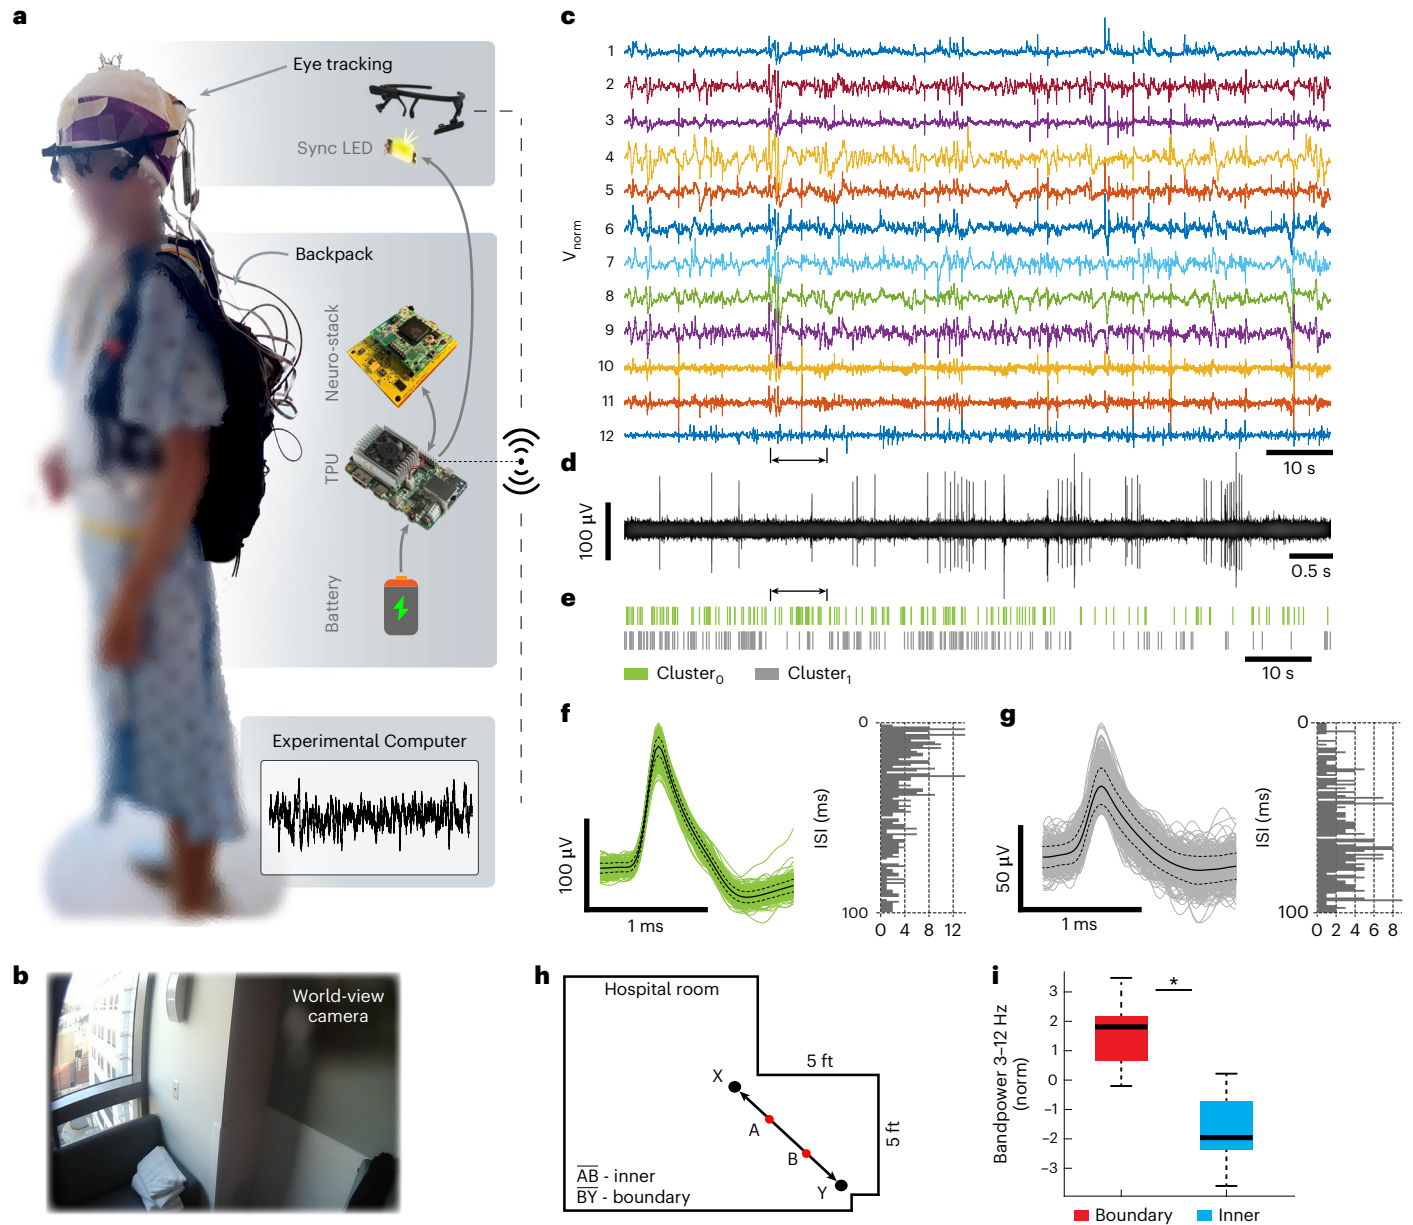 a
Eye tracking
Sync LED
Backpack
Neuro-stack
TPU
Battery
Experimental Computer
b
World-view
camera
c
V_norm
1
2
3
4
5
6
7
8
9
10
11
12
10 s
d
100 µV
0.5 s
e
Cluster₀
Cluster₁
10 s
f
100 µV
1 ms
ISI (ms)
0
100
0 4 8 12
g
50 µV
1 ms
ISI (ms)
0
100
0 2 4 6 8
h
Hospital room
5 ft
5 ft
X
A
B
Y
A̅B̅ - inner
B̅Y̅ - boundary
i
Bandpower 3–12 Hz
(norm)
3
2
1
0
–1
–2
–3
*
Boundary
Inner